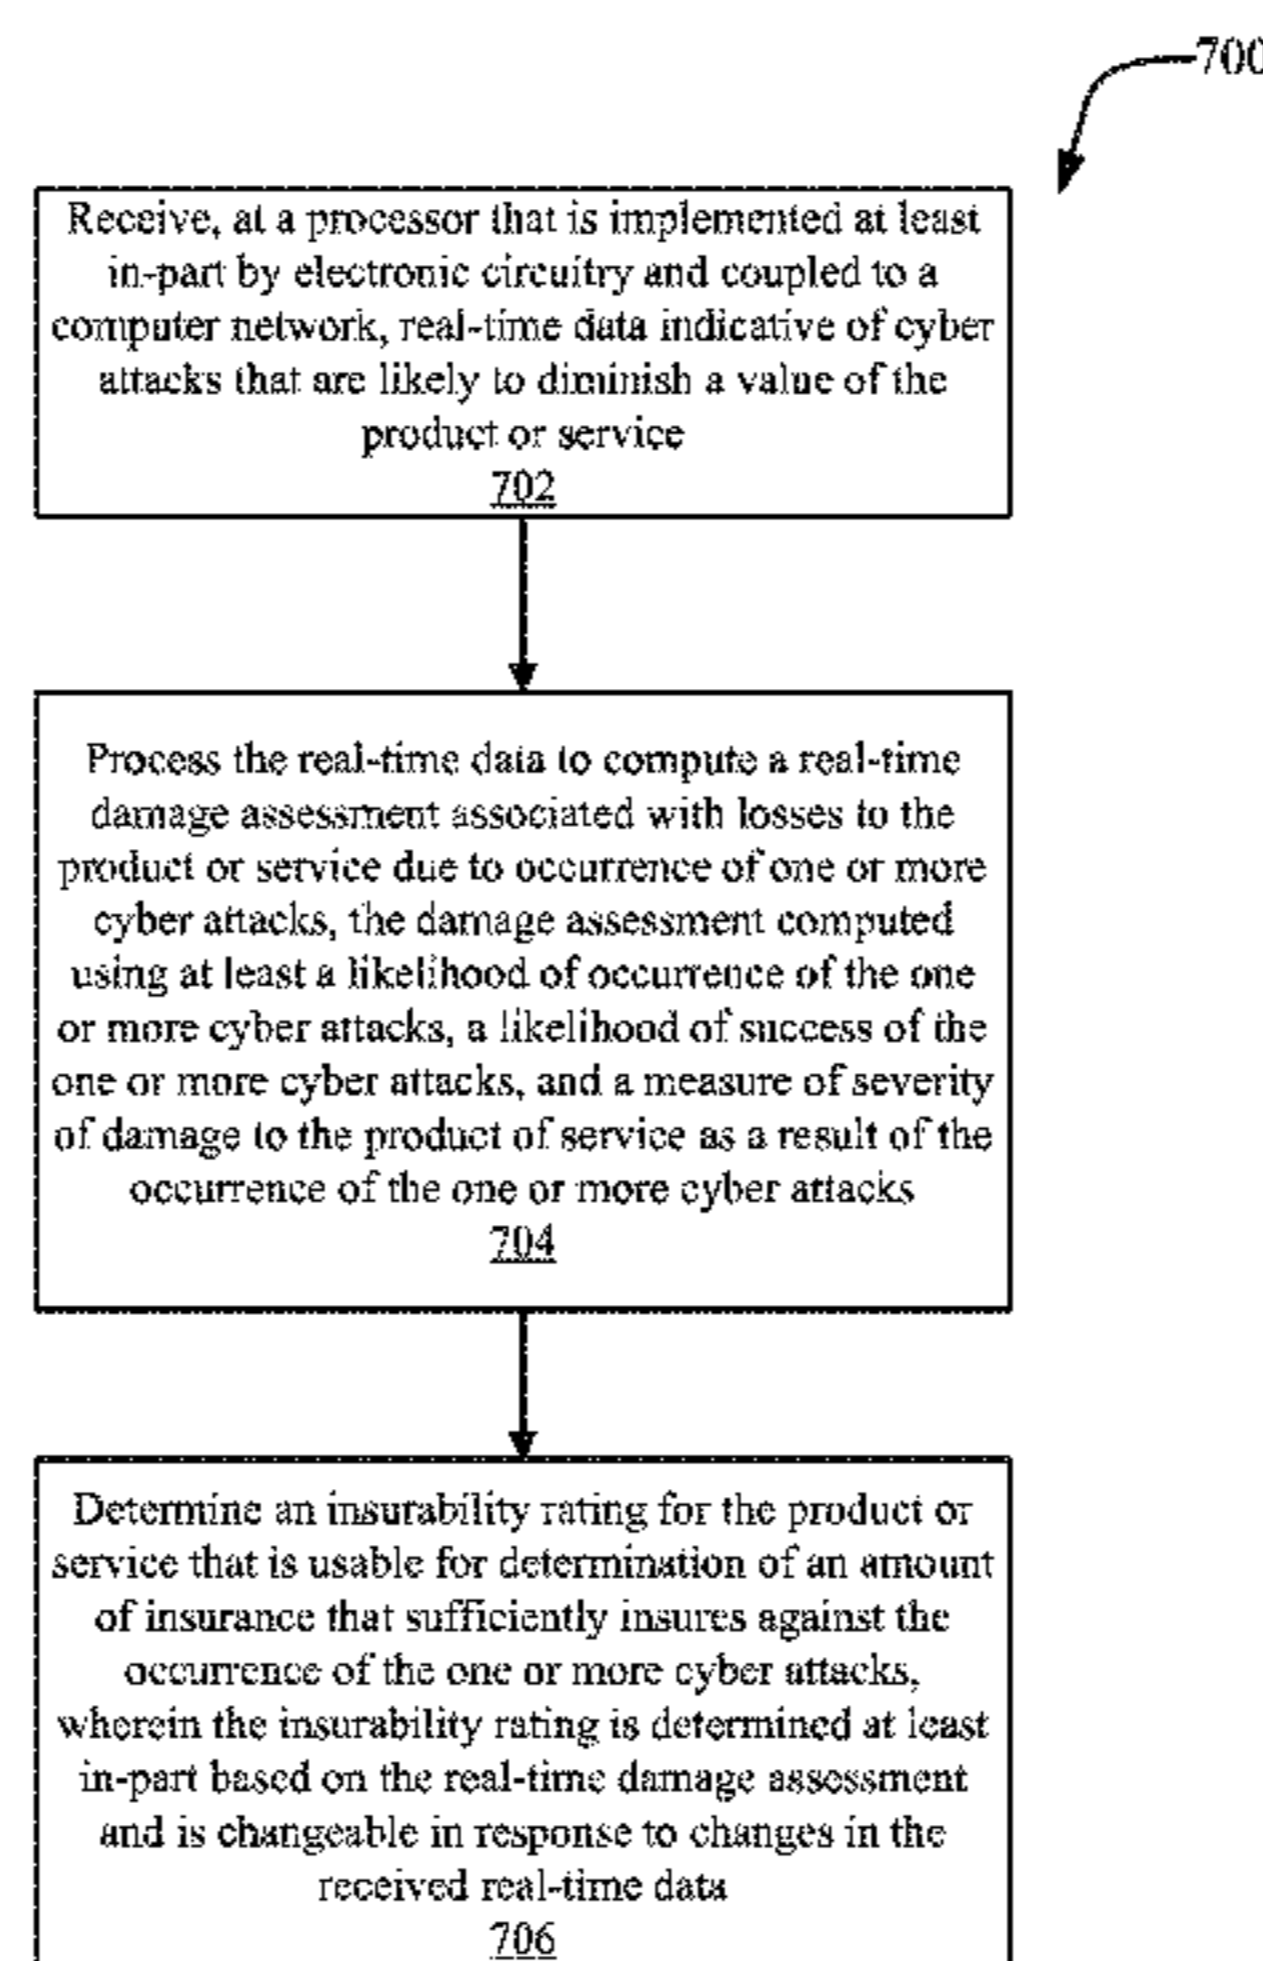 700
Receive, at a processor that is implemented at least
in-part by electronic circuitry and coupled to a
computer network, real-time data indicative of cyber
attacks that are likely to diminish a value of the
product or service
702
Process the real-time data to compute a real-time
damage assessment associated with losses to the
product or service due to occurrence of one or more
cyber attacks, the damage assessment computed
using at least a likelihood of occurrence of the one
or more cyber attacks, a likelihood of success of the
one or more cyber attacks, and a measure of severity
of damage to the product of service as a result of the
occurrence of the one or more cyber attacks
704
Determine an insurability rating for the product or
service that is usable for determination of an amount
of insurance that sufficiently insures against the
occurrence of the one or more cyber attacks,
wherein the insurability rating is determined at least
in-part based on the real-time damage assessment
and is changeable in response to changes in the
received real-time data
706